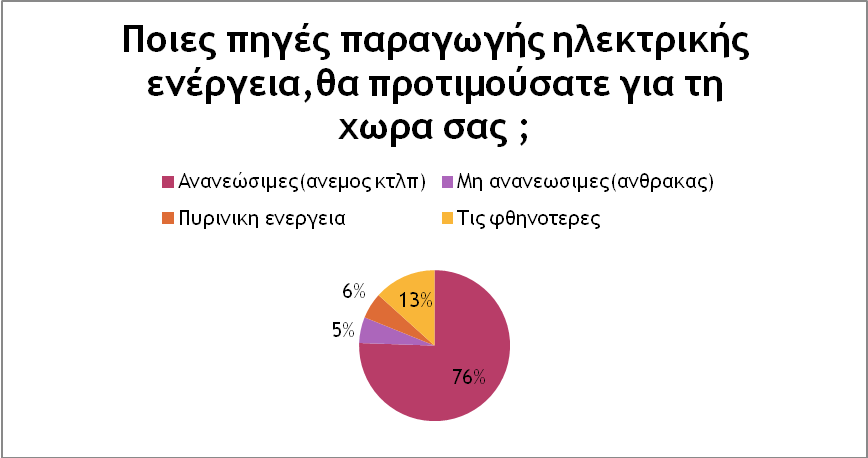 Ποιες πηγές παραγωγής ηλεκτρικής
ενέργεια,θα προτιμούσατε για τη
χωρα σας ;
Ανανεώσιμες(ανεμος κτλπ) Μη ανανεωσιμες(ανθρακας)
Πυρινικη ενεργεια Τις φθηνοτερες
6% 13%
5%
76%